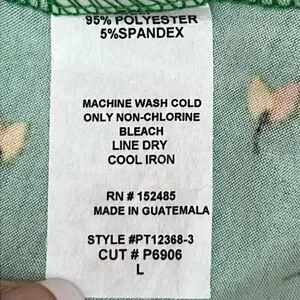 95% POLYESTER
5%SPANDEX
MACHINE WASH COLD
ONLY NON-CHLORINE
BLEACH
LINE DRY
COOL IRON
RN # 152485
MADE IN GUATEMALA
STYLE #PT12368-3
CUT # P6906
L